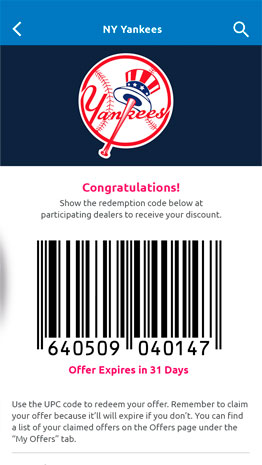 NY Yankees
Yankees
Congratulations!
Show the redemption code below at
participating dealers to receive your discount.
640509 040147
Offer Expires in 31 Days
Use the UPC code to redeem your offer. Remember to claim
your offer because it'll will expire if you don't. You can find
a list of your claimed offers on the Offers page under the
"My Offers" tab.